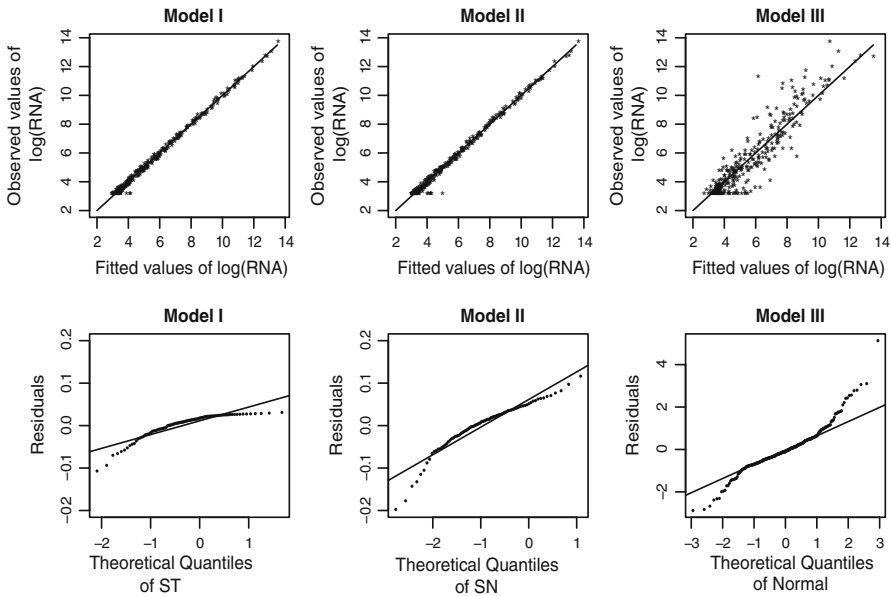 Model I
Observed values of
log(RNA)
2 4 6 8 10 12 14
2 4 6 8 10 12 14
Fitted values of log(RNA)
Model II
Observed values of
log(RNA)
2 4 6 8 10 12 14
2 4 6 8 10 12 14
Fitted values of log(RNA)
Model III
Observed values of
log(RNA)
2 4 6 8 10 12 14
2 4 6 8 10 12 14
Fitted values of log(RNA)
Model I
Residuals
−0.2 −0.1 0.0 0.1 0.2
−2 −1 0 1
Theoretical Quantiles
of ST
Model II
Residuals
−0.2 −0.1 0.0 0.1 0.2
−2 −1 0 1
Theoretical Quantiles
of SN
Model III
Residuals
−2 0 2 4
−3 −2 −1 0 1 2 3
Theoretical Quantiles
of Normal